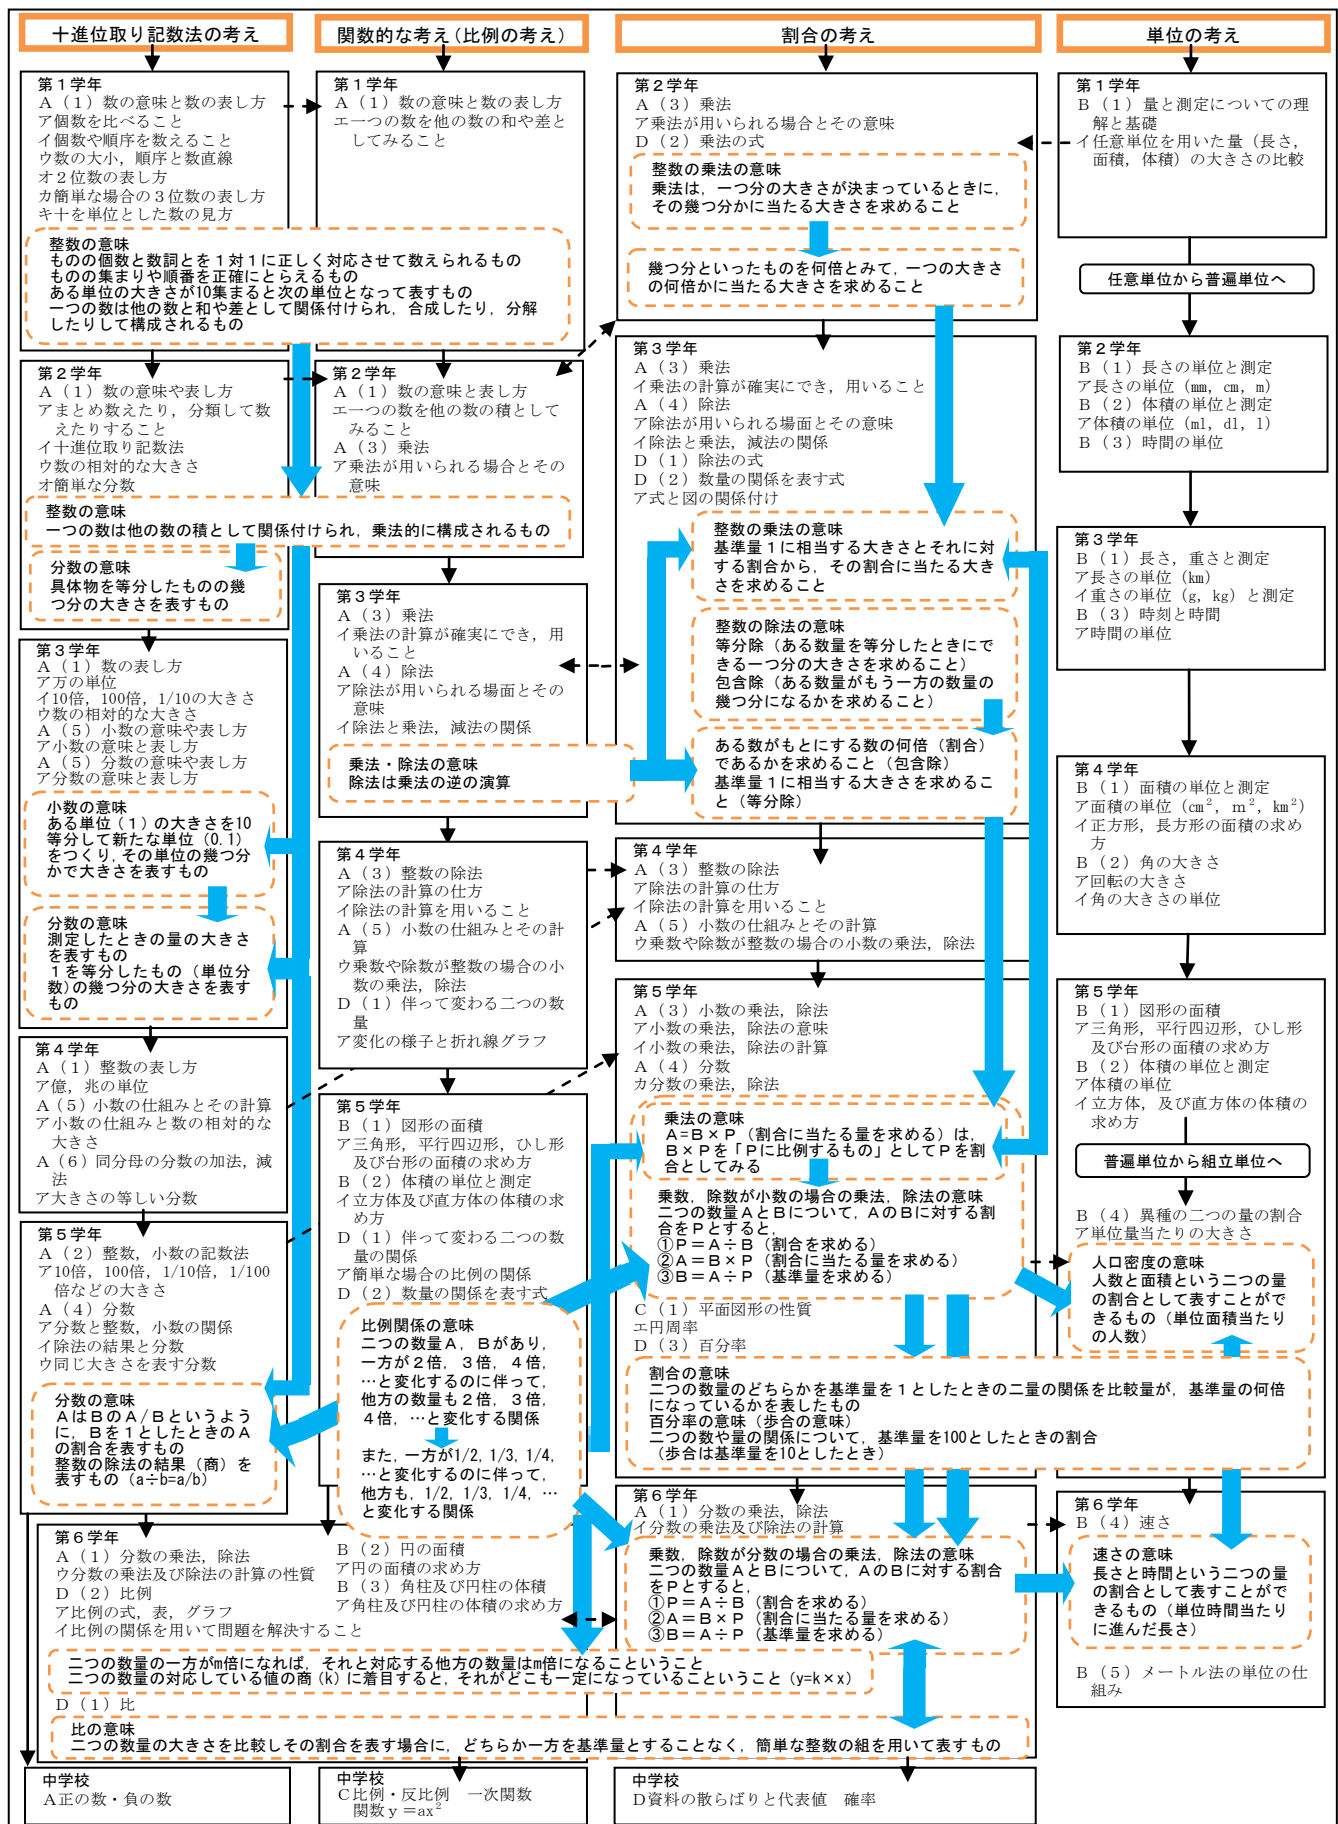 十進位取り記数法の考え
第１学年
Ａ（１）数の意味と数の表し方
ア個数を比べること
イ個数や順序を数えること
ウ数の大小，順序と数直線
オ２位数の表し方
カ簡単な場合の３位数の表し方
キ十を単位とした数の見方
関数的な考え（比例の考え）
第１学年
Ａ（１）数の意味と数の表し方
エ一つの数を他の数の和や差と
してみること
整数の意味
ものの個数と数詞とを１対１に正しく対応させて数えられるもの
ものの集まりや順番を正確にとらえるもの
ある単位の大きさが10集まると次の単位となって表すもの
一つの数は他の数と和や差として関係付けられ，合成したり，分解
したりして構成されるもの
第２学年
Ａ（１）数の意味や表し方
アまとめ数えたり，分類して数
えたりすること
イ十進位取り記数法
ウ数の相対的な大きさ
オ簡単な分数
第２学年
Ａ（１）数の意味と表し方
エ一つの数を他の数の積として
みること
Ａ（３）乗法
ア乗法が用いられる場合とその
意味
整数の意味
一つの数は他の数の積として関係付けられ，乗法的に構成されるもの
分数の意味
具体物を等分したものの幾
つ分の大きさを表すもの
第３学年
Ａ（１）数の表し方
ア万の単位
イ10倍，100倍，1/10の大きさ
ウ数の相対的な大きさ
Ａ（５）小数の意味や表し方
ア小数の意味と表し方
Ａ（５）分数の意味や表し方
ア分数の意味と表し方
小数の意味
ある単位（１）の大きさを10
等分して新たな単位（0.1）
をつくり，その単位の幾つ分
かで大きさを表すもの
分数の意味
測定したときの量の大きさ
を表すもの
１を等分したもの（単位分
数）の幾つ分の大きさを表す
もの
第４学年
Ａ（１）整数の表し方
ア億，兆の単位
Ａ（５）小数の仕組みとその計算
ア小数の仕組みと数の相対的な
大きさ
Ａ（６）同分母の分数の加法，減
法
ア大きさの等しい分数
第５学年
Ａ（２）整数，小数の記数法
ア10倍，100倍，1/10倍，1/100
倍などの大きさ
Ａ（４）分数
ア分数と整数，小数の関係
イ除法の結果と分数
ウ同じ大きさを表す分数
分数の意味
ＡはＢのＡ/Ｂというよう
に，Ｂを１としたときのＡ
の割合を表すもの
整数の除法の結果（商）を
表すもの（a÷b=a/b）
第３学年
Ａ（３）乗法
イ乗法の計算が確実にでき，用
いること
Ａ（４）除法
ア除法が用いられる場面とその
意味
イ除法と乗法，減法の関係
乗法・除法の意味
除法は乗法の逆の演算
第４学年
Ａ（３）整数の除法
ア除法の計算の仕方
イ除法の計算を用いること
Ａ（５）小数の仕組みとその計
算
ウ乗数や除数が整数の場合の小
数の乗法，除法
Ｄ（１）伴って変わる二つの数
量
ア変化の様子と折れ線グラフ
第５学年
Ｂ（１）図形の面積
ア三角形，平行四辺形，ひし形
及び台形の面積の求め方
Ｂ（２）体積の単位と測定
イ立方体及び直方体の体積の求
め方
Ｄ（１）伴って変わる二つの数
量の関係
ア簡単な場合の比例の関係
Ｄ（２）数量の関係を表す式
比例関係の意味
二つの数量Ａ，Ｂがあり，
一方が２倍，３倍，４倍，
…と変化するのに伴って，
他方の数量も２倍，３倍，
４倍，…と変化する関係
また，一方が1/2，1/3，1/4，
…と変化するのに伴って，
他方も，1/2，1/3，1/4，…
と変化する関係
第６学年
Ａ（１）分数の乗法，除法
ウ分数の乗法及び除法の計算の性質
Ｄ（２）比例
ア比例の式，表，グラフ
イ比例の関係を用いて問題を解決すること
Ｂ（２）円の面積
ア円の面積の求め方
Ｂ（３）角柱及び円柱の体積
ア角柱及び円柱の体積の求め方
二つの数量の一方がm倍になれば，それと対応する他方の数量はm倍になるこということ
二つの数量の対応している値の商（k）に着目すると，それがどこも一定になっているこということ（y=k××）
Ｄ（１）比
比の意味
二つの数量の大きさを比較しその割合を表す場合に，どちらか一方を基準量とすることなく，簡単な整数の組を用いて表すもの
中学校
Ａ正の数・負の数
中学校
Ｃ比例・反比例　一次関数
関数ｙ＝ax²
割合の考え
第２学年
Ａ（３）乗法
ア乗法が用いられる場合とその意味
Ｄ（２）乗法の式
整数の乗法の意味
乗法は，一つ分の大きさが決まっているときに，
その幾つ分かに当たる大きさを求めること
幾つ分といったものを何倍とみて，一つの大きさ
の何倍かに当たる大きさを求めること
第３学年
Ａ（３）乗法
イ乗法の計算が確実にでき，用いること
Ａ（４）除法
ア除法が用いられる場面とその意味
イ除法と乗法，減法の関係
Ｄ（１）除法の式
Ｄ（２）数量の関係を表す式
ア式と図の関係付け
整数の乗法の意味
基準量１に相当する大きさとそれに対
する割合から，その割合に当たる大き
さを求めること
整数の除法の意味
等分除（ある数量を等分したときにで
きる一つ分の大きさを求めること）
包含除（ある数量がもう一方の数量の
幾つ分になるかを求めること）
ある数がもとにする数の何倍（割合）
であるかを求めること（包含除）
基準量１に相当する大きさを求めるこ
と（等分除）
第４学年
Ａ（３）整数の除法
ア除法の計算の仕方
イ除法の計算を用いること
Ａ（５）小数の仕組みとその計算
ウ乗数や除数が整数の場合の小数の乗法，除法
第５学年
Ａ（３）小数の乗法，除法
ア小数の乗法，除法の意味
イ小数の乗法，除法の計算
Ａ（４）分数
カ分数の乗法，除法
乗法の意味
Ａ=Ｂ×Ｐ（割合に当たる量を求める）は，
Ｂ×Ｐを「Ｐに比例するもの」としてＰを割
合としてみる
乗数，除数が小数の場合の乗法，除法の意味
二つの数量ＡとＢについて，ＡのＢに対する割
合をＰとすると，
①Ｐ＝Ａ÷Ｂ（割合を求める）
②Ａ＝Ｂ×Ｐ（割合に当たる量を求める）
③Ｂ＝Ａ÷Ｐ（基準量を求める）
Ｃ（１）平面図形の性質
エ円周率
Ｄ（３）百分率
割合の意味
二つの数量のどちらかを基準量を１としたときの二量の関係を比較量が，基準量の何倍
になっているかを表したもの
百分率の意味（歩合の意味）
二つの数や量の関係について，基準量を100としたときの割合
（歩合は基準量を10としたとき）
第６学年
Ａ（１）分数の乗法，除法
イ分数の乗法及び除法の計算
乗数，除数が分数の場合の乗法，除法の意味
二つの数量ＡとＢについて，ＡのＢに対する割合
をＰとすると，
①Ｐ＝Ａ÷Ｂ（割合を求める）
②Ａ＝Ｂ×Ｐ（割合に当たる量を求める）
③Ｂ＝Ａ÷Ｐ（基準量を求める）
中学校
Ｄ資料の散らばりと代表値　確率
単位の考え
第１学年
Ｂ（１）量と測定についての理
解と基礎
イ任意単位を用いた量（長さ，
面積，体積）の大きさの比較
任意単位から普遍単位へ
第２学年
Ｂ（１）長さの単位と測定
ア長さの単位（mm，cm，m）
Ｂ（２）体積の単位と測定
ア体積の単位（ml，dl，l）
Ｂ（３）時間の単位
第３学年
Ｂ（１）長さ，重さと測定
ア長さの単位（km）
イ重さの単位（g，kg）と測定
Ｂ（３）時刻と時間
ア時間の単位
第４学年
Ｂ（１）面積の単位と測定
ア面積の単位（cm²，ｍ²，km²）
イ正方形，長方形の面積の求め
方
Ｂ（２）角の大きさ
ア回転の大きさ
イ角の大きさの単位
第５学年
Ｂ（１）図形の面積
ア三角形，平行四辺形，ひし形
及び台形の面積の求め方
Ｂ（２）体積の単位と測定
ア体積の単位
イ立方体，及び直方体の体積の
求め方
普遍単位から組立単位へ
Ｂ（４）異種の二つの量の割合
ア単位量当たりの大きさ
人口密度の意味
人数と面積という二つの量
の割合として表すことがで
きるもの（単位面積当たり
の人数）
第６学年
Ｂ（４）速さ
速さの意味
長さと時間という二つの量
の割合として表すことがで
きるもの（単位時間当たり
に進んだ長さ）
Ｂ（５）メートル法の単位の仕
組み